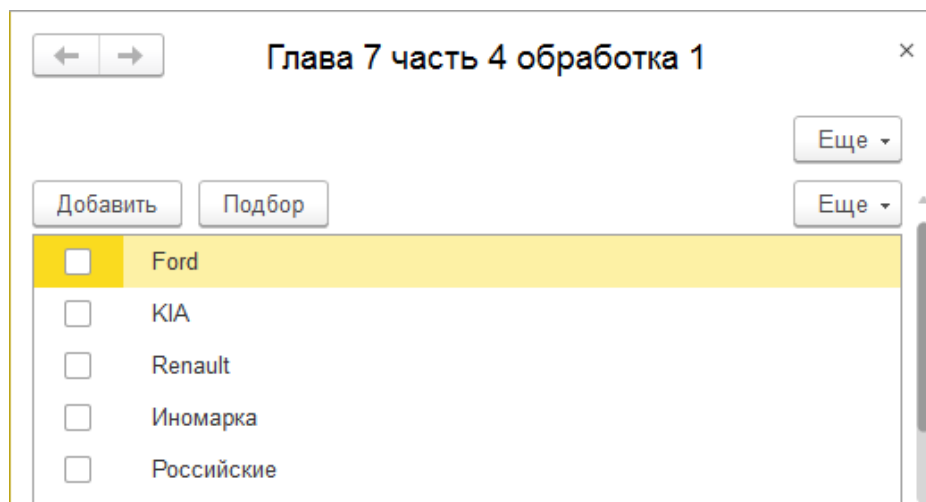 Глава 7 часть 4 обработка 1
Еще
Добавить Подбор Еще
Ford
KIA
Renault
Иномарка
Российские